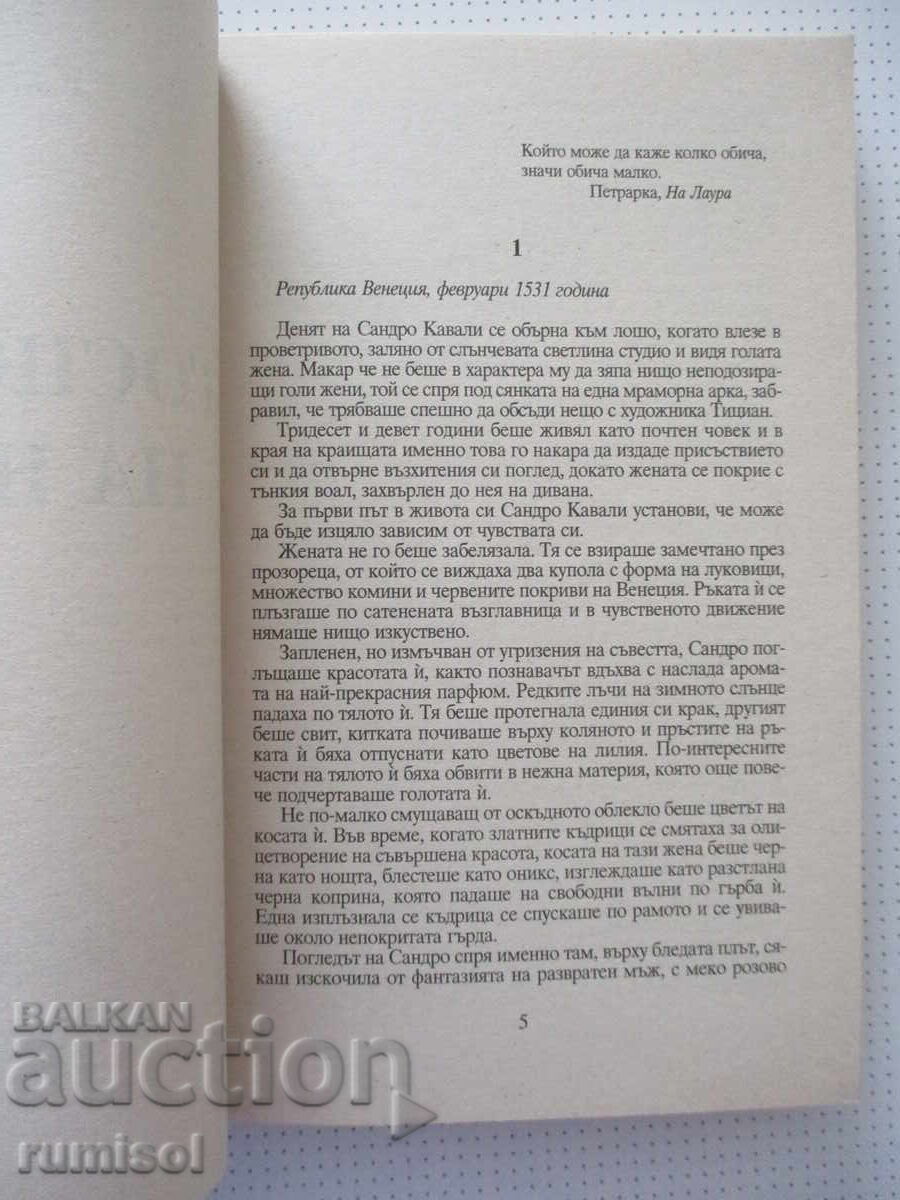 Който може да каже колко обича,
значи обича малко.
Петрарка, На Лаура
1
Република Венеция, февруари 1531 година
Денят на Сандро Кавали се обърна към лошо, когато влезе в
проветривото, заляно от слънчевата светлина студио и видя голата
жена. Макар че не беше в характера му да зяпа нищо неподозира-
щи голи жени, той се спря под сянката на една мраморна арка, заб-
равил, че трябваше спешно да обсъди нещо с художника Тициан.
Тридесет и девет години беше живял като почтен човек и в
края на краищата именно това го накара да издаде присъствието
си и да отвърне възхитения си поглед, докато жената се покрие с
тънкия воал, захвърлен до нея на дивана.
За първи път в живота си Сандро Кавали установи, че може
да бъде изцяло зависим от чувствата си.
Жената не го беше забелязала. Тя се взираше замечтано през
прозореца, от който се виждаха два купола с форма на луковици,
множество комини и червените покриви на Венеция. Ръката ѝ се
плъзгаше по сатенената възглавница и в чувственото движение
нямаше нищо изкуствено.
Запленен, но измъчван от угризения на съвестта, Сандро пог-
лъщаше красотата ѝ, както познавачът вдъхва с наслада арома-
та на най-прекрасния парфюм. Редките лъчи на зимното слънце
падаха по тялото ѝ. Тя беше протегнала единия си крак, другият
беше свит, китката почиваше върху коляното и пръстите на ръ-
ката ѝ бяха отпуснати като цветове на лилия. По-интересните
части на тялото ѝ бяха обвити в нежна материя, която още пове-
че подчертаваше голотата ѝ.
Не по-малко смущаващ от оскъдното облекло беше цветът на
косата ѝ. Във време, когато златните къдрици се смятаха за оли-
цетворение на съвършена красота, косата на тази жена беше чер-
на като нощта, блестеше като оникс, изглеждаше като разстлана
черна коприна, която падаше на свободни вълни по гърба ѝ.
Една изплъзнала се къдрица се спускаше по рамото и се увива-
ше около непокритата гърда.
Погледът на Сандро спря именно там, върху бледата плът, ся-
каш изскочила от фантазията на развратен мъж, с меко розово
5
BALKAN
auction
rumisol